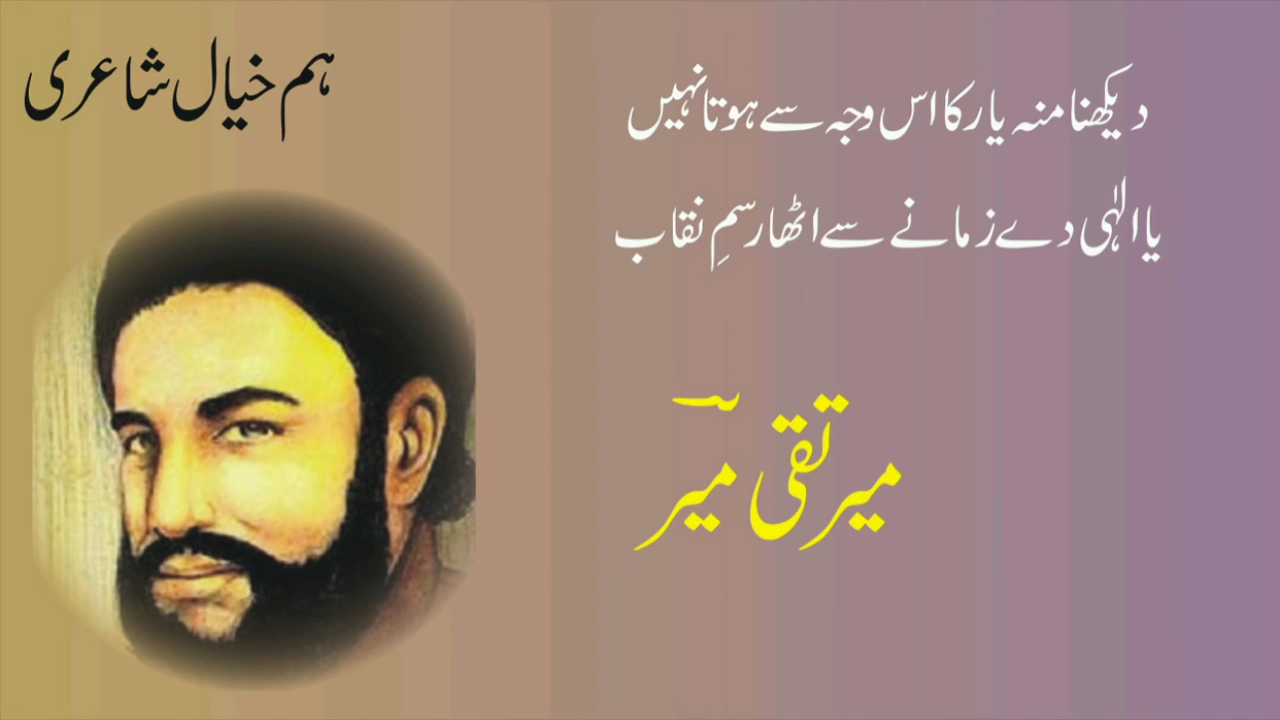 ہم خیال شاعری
دیکھنا منہ یار کا اس وجہ سے ہوتا نہیں
یا الٰہی دے زمانے سے اٹھا رسمِ نقاب
میر تقی میرؔ